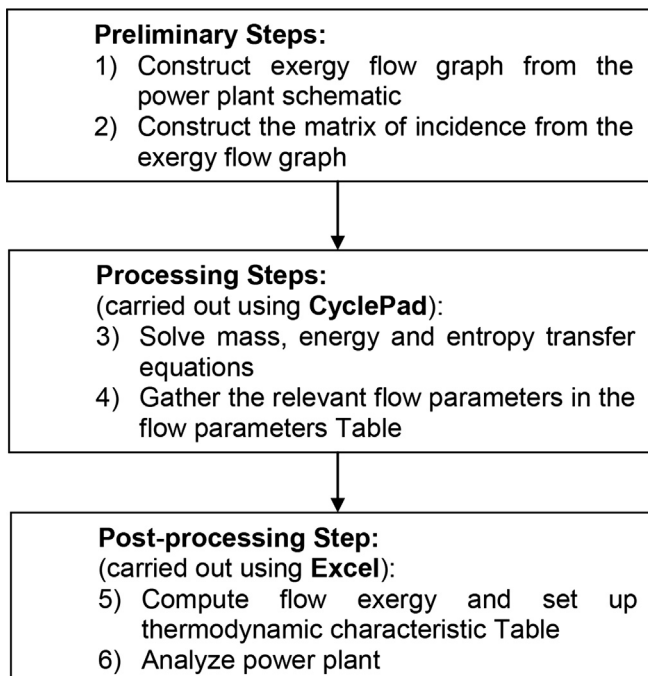 Preliminary Steps:
1) Construct exergy flow graph from the
power plant schematic
2) Construct the matrix of incidence from the
exergy flow graph
Processing Steps:
(carried out using CyclePad):
3) Solve mass, energy and entropy transfer
equations
4) Gather the relevant flow parameters in the
flow parameters Table
Post-processing Step:
(carried out using Excel):
5) Compute flow exergy and set up
thermodynamic characteristic Table
6) Analyze power plant